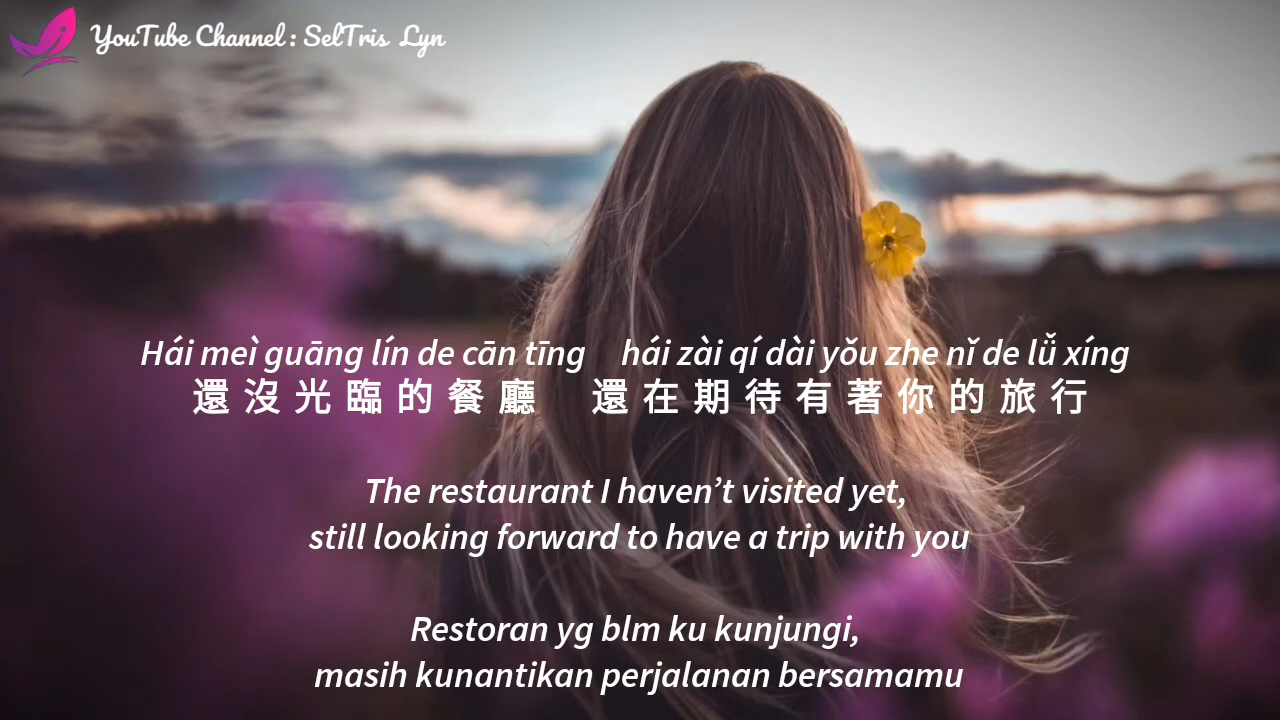 YouTube Channel : SelTris Lyn
Hái meì guāng lín de cān tīng hái zài qí dài yǒu zhe nǐ de lǚ xíng
還沒光臨的餐廳 還在期待有著你的旅行
The restaurant I haven’t visited yet,
still looking forward to have a trip with you
Restoran yg blm ku kunjungi,
masih kunantikan perjalanan bersamamu